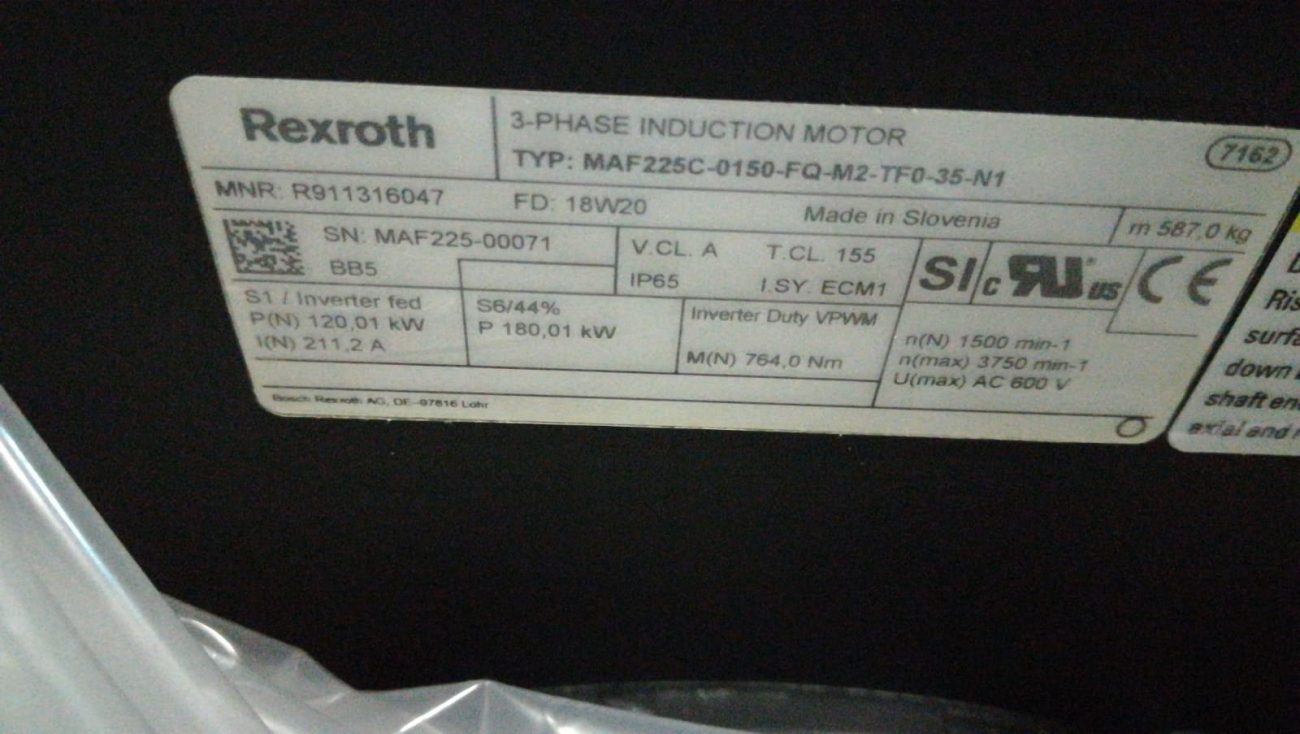 Rexroth
3-PHASE INDUCTION MOTOR
TYP: MAF225C-0150-FQ-M2-TF0-35-N1
7162
MNR: R911316047
FD: 18W20
Made in Slovenia
m 587,0 kg
SN: MAF225-00071
BB5
V.CL. A
T.CL. 155
IP65
I.SY. ECM1
SI
c RU us
CE
S1 / Inverter fed
P(N) 120,01 kW
I(N) 211,2 A
S6/44%
P 180,01 kW
Inverter Duty VPWM
M(N) 764,0 Nm
n(N) 1500 min-1
n(max) 3750 min-1
U(max) AC 600 V
Bosch Rexroth AG, DE-97816 Lohr
Ris
surfa
down
shaft en
axial and